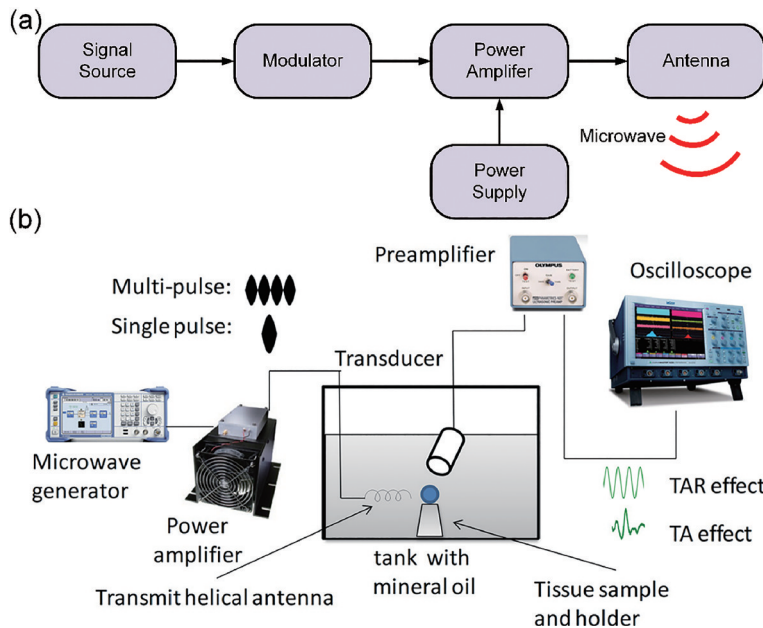 (a)
Signal
Source
Modulator
Power
Amplifer
Antenna
Microwave
Power
Supply
(b)
Preamplifier
OLYMPUS
Oscilloscope
Multi-pulse:
Single pulse:
Transducer
Microwave
generator
Power
amplifier
tank with
mineral oil
TAR effect
TA effect
Transmit helical antenna
Tissue sample
and holder